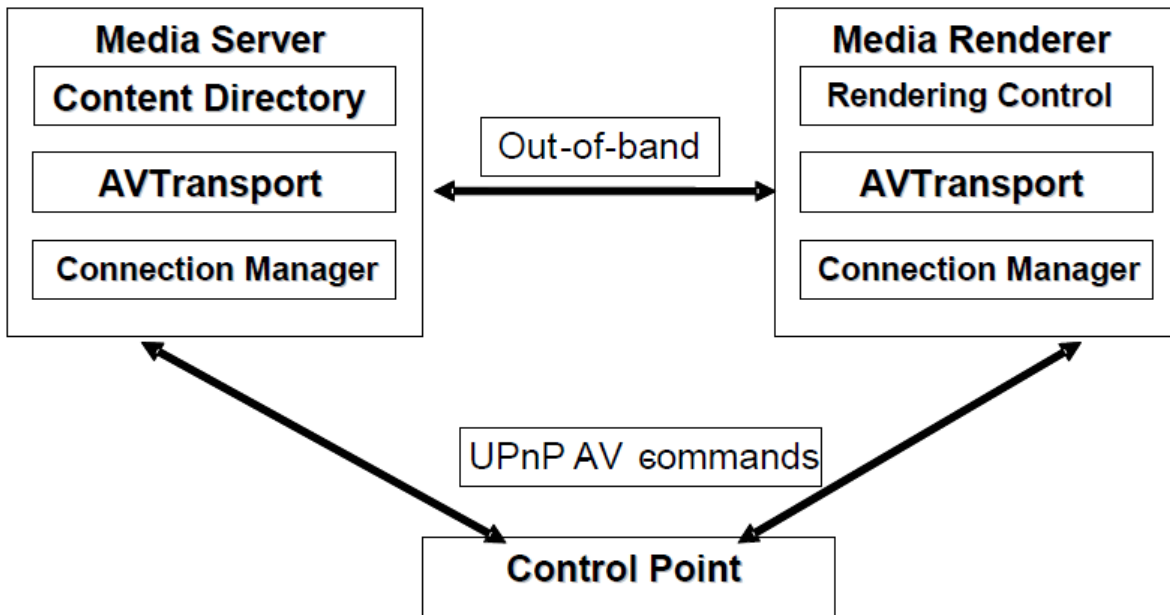 Media Server
Content Directory
AVTransport
Connection Manager
Out-of-band
Media Renderer
Rendering Control
AVTransport
Connection Manager
UPnP AV commands
Control Point